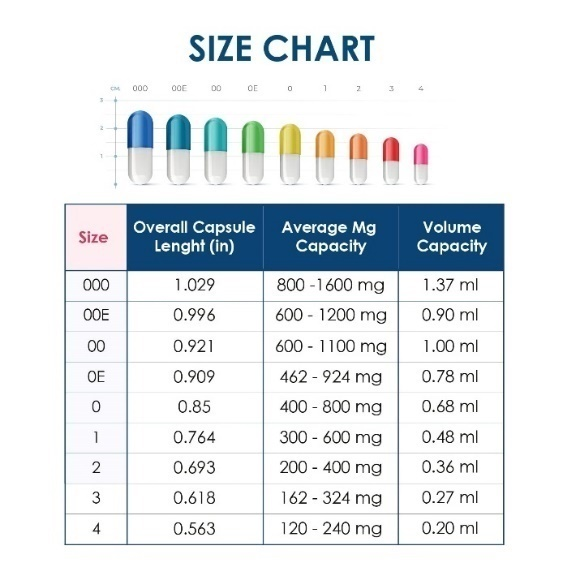 SIZE CHART
CM. 000 00E 00 0E 0 1 2 3 4
3
2
1
Size Overall Capsule Lenght (in) Average Mg Capacity Volume Capacity
000 1.029 800 -1600 mg 1.37 ml
00E 0.996 600 - 1200 mg 0.90 ml
00 0.921 600 - 1100 mg 1.00 ml
0E 0.909 462 - 924 mg 0.78 ml
0 0.85 400 - 800 mg 0.68 ml
1 0.764 300 - 600 mg 0.48 ml
2 0.693 200 - 400 mg 0.36 ml
3 0.618 162 - 324 mg 0.27 ml
4 0.563 120 - 240 mg 0.20 ml